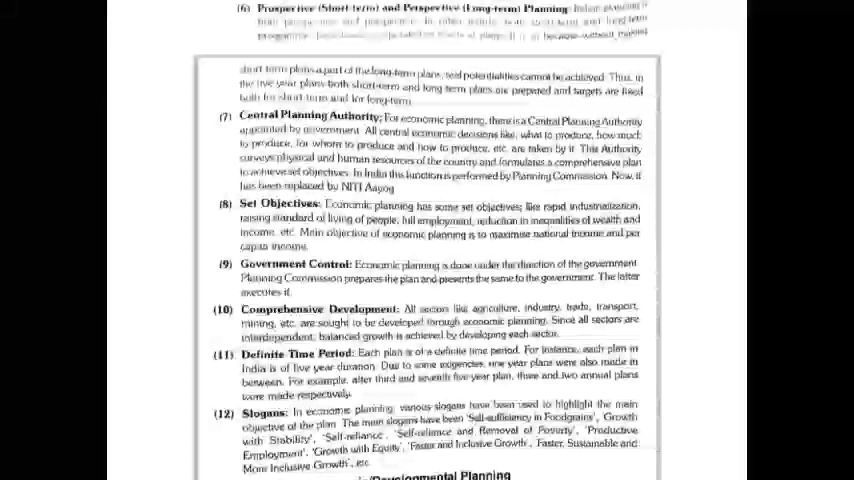 (6) Prospective (Short-term) and Perspective (Long-term) Planning: Indian planning is
both prospective and perspective. In other words, both short-term and long-term
short term plans a part of the long-term plans, set potentialities cannot be achieved. Thus, in
the five year plans both short-term and long term plans are prepared and targets are fixed
both for short-term and for long-term.
(7) Central Planning Authority: For economic planning, there is a Central Planning Authority
appointed by government. All central economic decisions like, what to produce, how much
to produce, for whom to produce and how to produce, etc. are taken by it. This Authority
surveys physical and human resources of the country and formulates a comprehensive plan
to achieve set objectives. In India this function is performed by Planning Commission. Now, it
has been replaced by NITI Aayog
(8) Set Objectives: Economic planning has some set objectives; like rapid industrialization,
raising standard of living of people, full employment, reduction in inequalities of wealth and
income, etc. Main objective of economic planning is to maximise national income and per
capita income.
(9) Government Control: Economic planning is done under the direction of the government.
Planning Commission prepares the plan and presents the same to the government. The latter
executes it.
(10) Comprehensive Development: All sectors like agriculture, industry, trade, transport,
mining, etc. are sought to be developed through economic planning. Since all sectors are
interdependent, balanced growth is achieved by developing each sector.
(11) Definite Time Period: Each plan is of a definite time period. For instance, each plan in
India is of five year duration. Due to some exigencies, one year plans were also made in
between. For example, after third and seventh five year plan, three and two annual plans
were made respectively.
(12) Slogans: In economic planning, various slogans have been used to highlight the main
objective of the plan. The main slogans have been 'Self-sufficiency in Foodgrains', 'Growth
with Stability', 'Self-reliance', 'Self-reliance and Removal of Poverty', 'Productive
Employment', 'Growth with Equity', 'Faster and Inclusive Growth', 'Faster, Sustainable and
More Inclusive Growth', etc.
/Developmental Planning